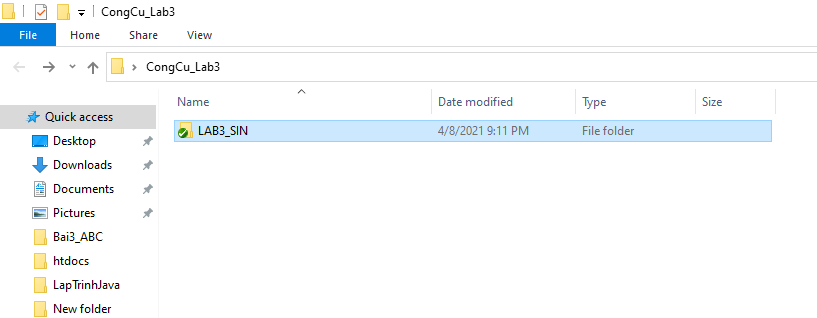 CongCu_Lab3
File Home Share View
CongCu_Lab3
Name Date modified Type Size
Quick access
LAB3_SIN 4/8/2021 9:11 PM File folder
Desktop
Downloads
Documents
Pictures
Bai3_ABC
htdocs
LapTrinhJava
New folder